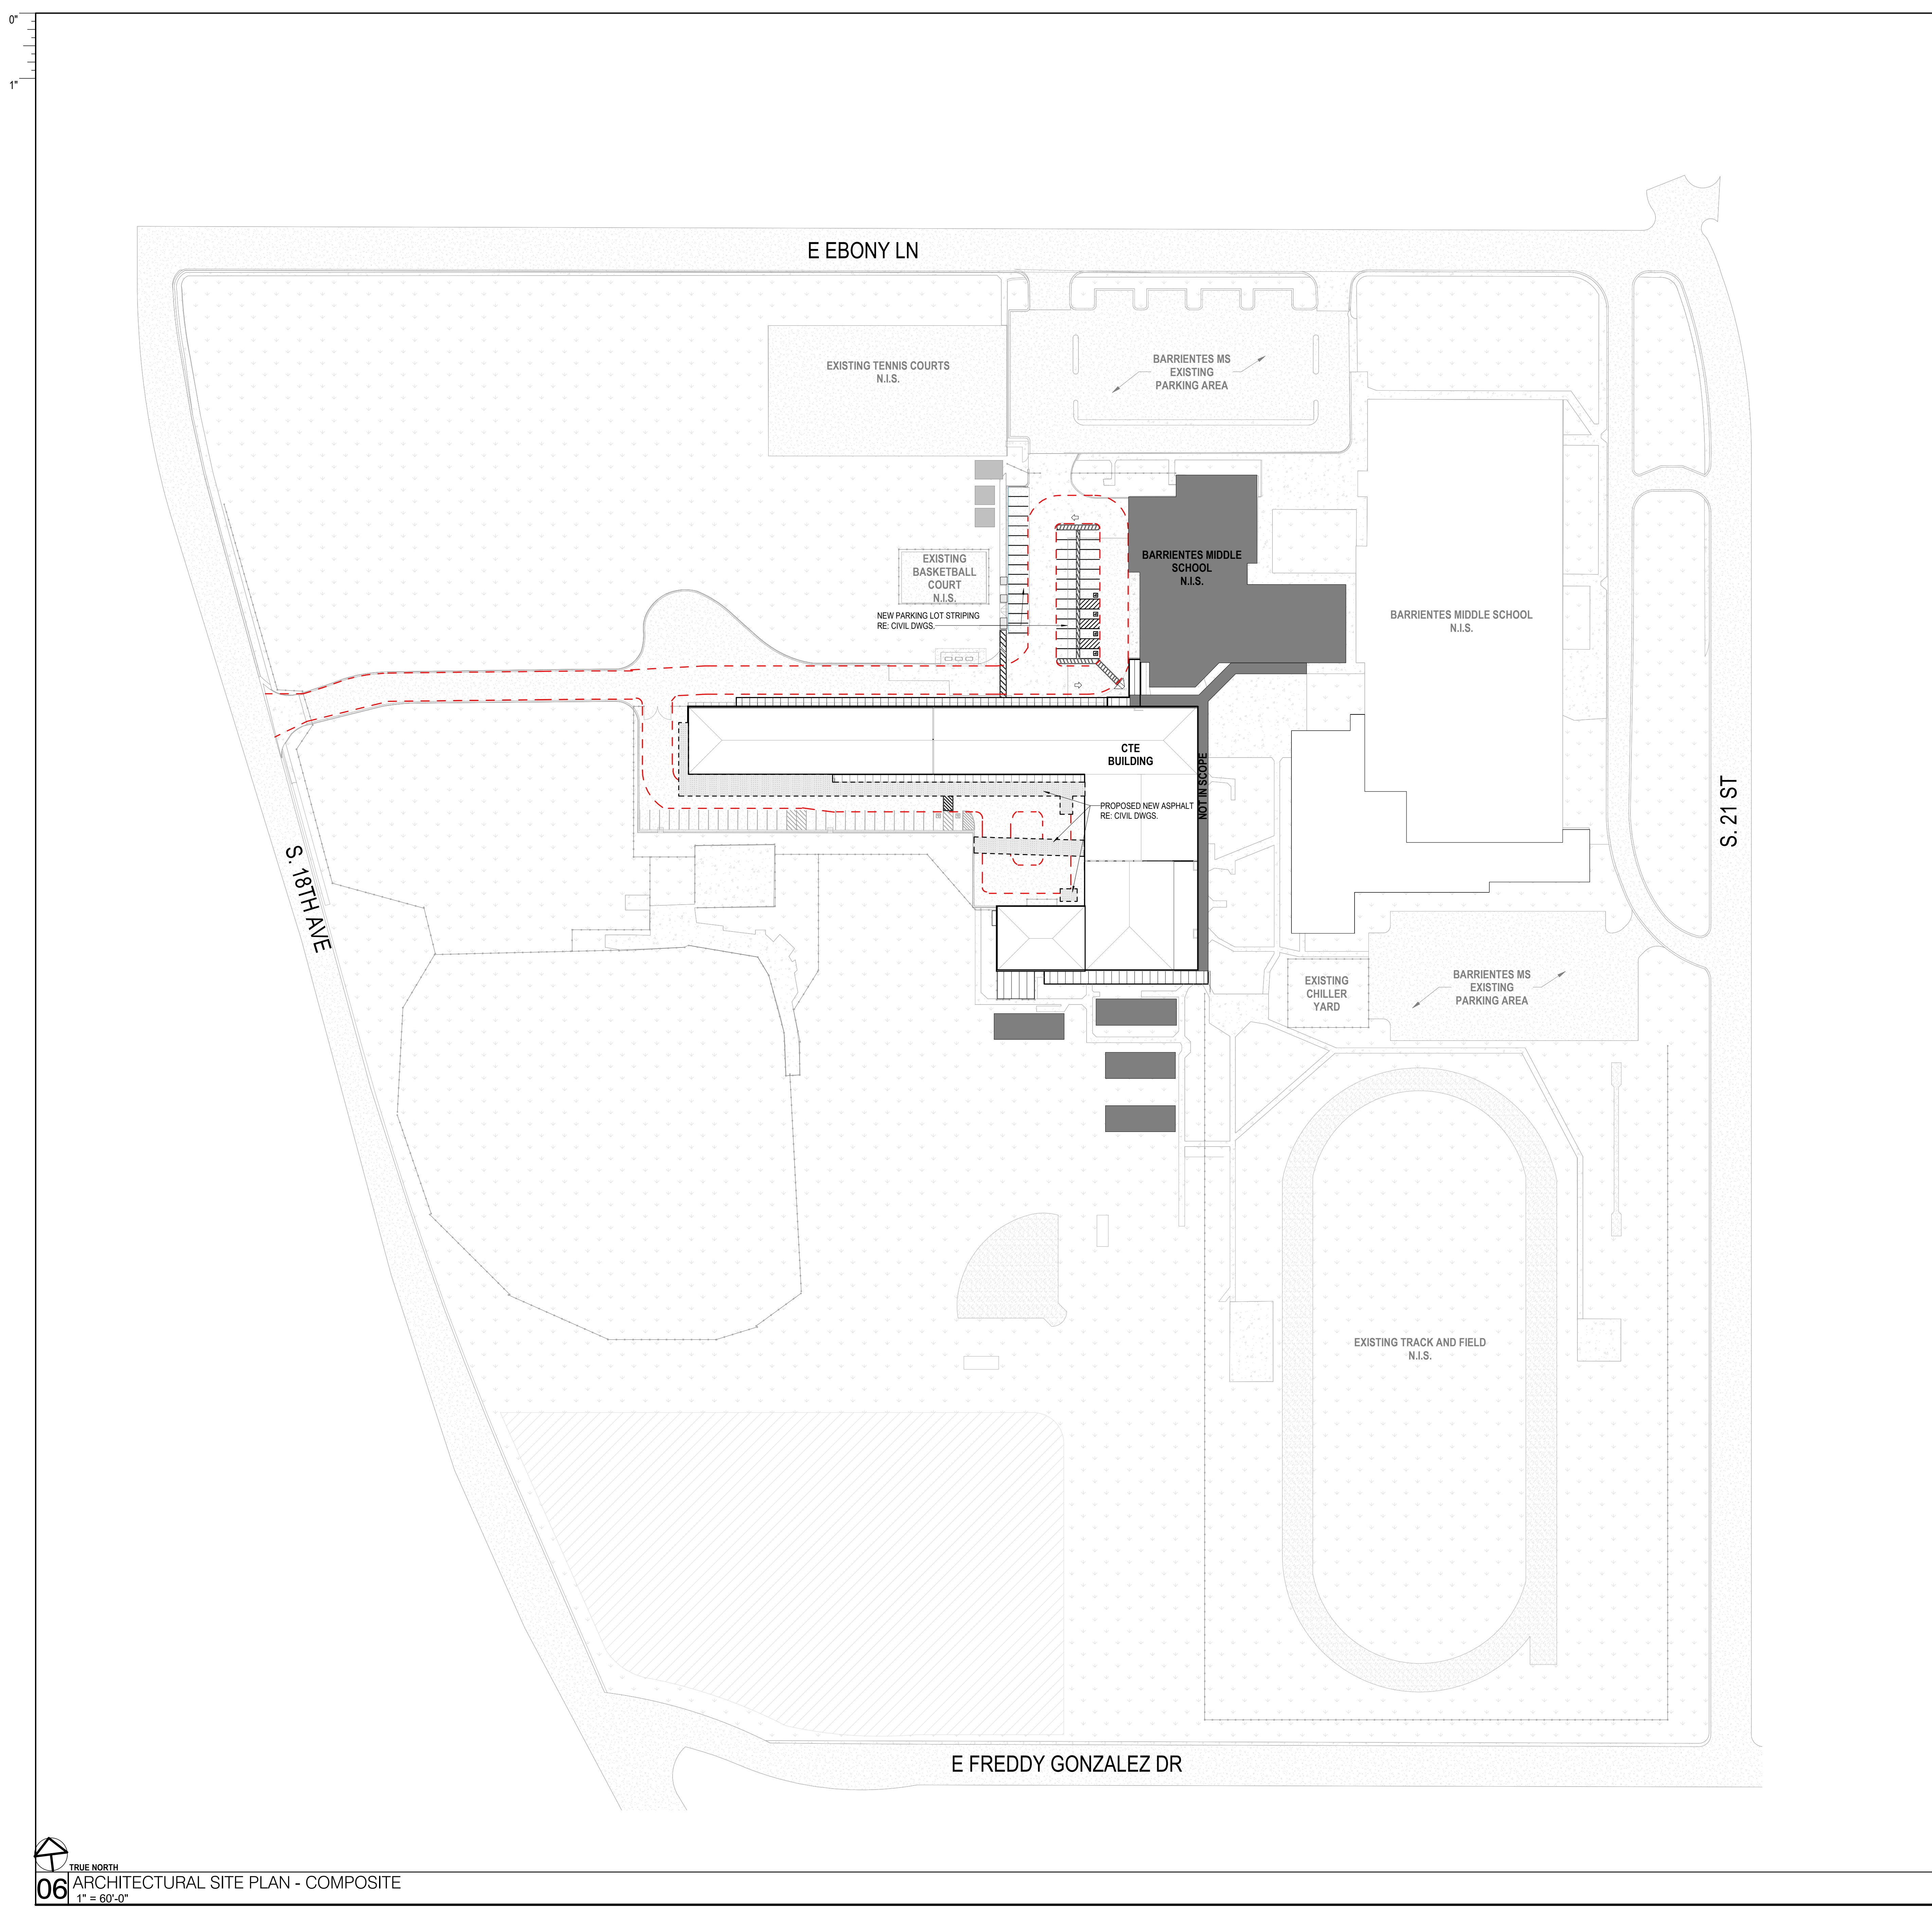 0"
1"
E EBONY LN
EXISTING TENNIS COURTS
N.I.S.
BARRIENTES MS
EXISTING
PARKING AREA
EXISTING
BASKETBALL
COURT
N.I.S.
BARRIENTES MIDDLE
SCHOOL
N.I.S.
NEW PARKING LOT STRIPING
RE: CIVIL DWGS.
BARRIENTES MIDDLE SCHOOL
N.I.S.
CTE
BUILDING
NOT IN SCOPE
PROPOSED NEW ASPHALT
RE: CIVIL DWGS.
S. 21 ST
S. 18TH AVE
EXISTING
CHILLER
YARD
BARRIENTES MS
EXISTING
PARKING AREA
EXISTING TRACK AND FIELD
N.I.S.
E FREDDY GONZALEZ DR
TRUE NORTH
06
ARCHITECTURAL SITE PLAN - COMPOSITE
1" = 60'-0"